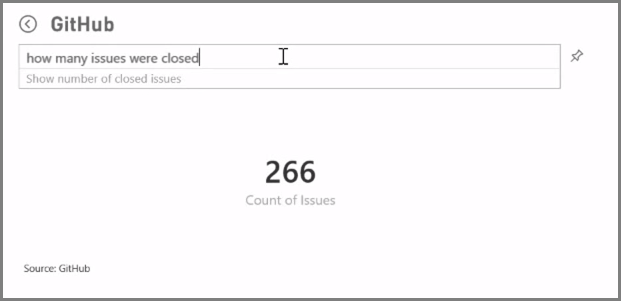 GitHub
how many issues were closed
Show number of closed issues
266
Count of Issues
Source: GitHub